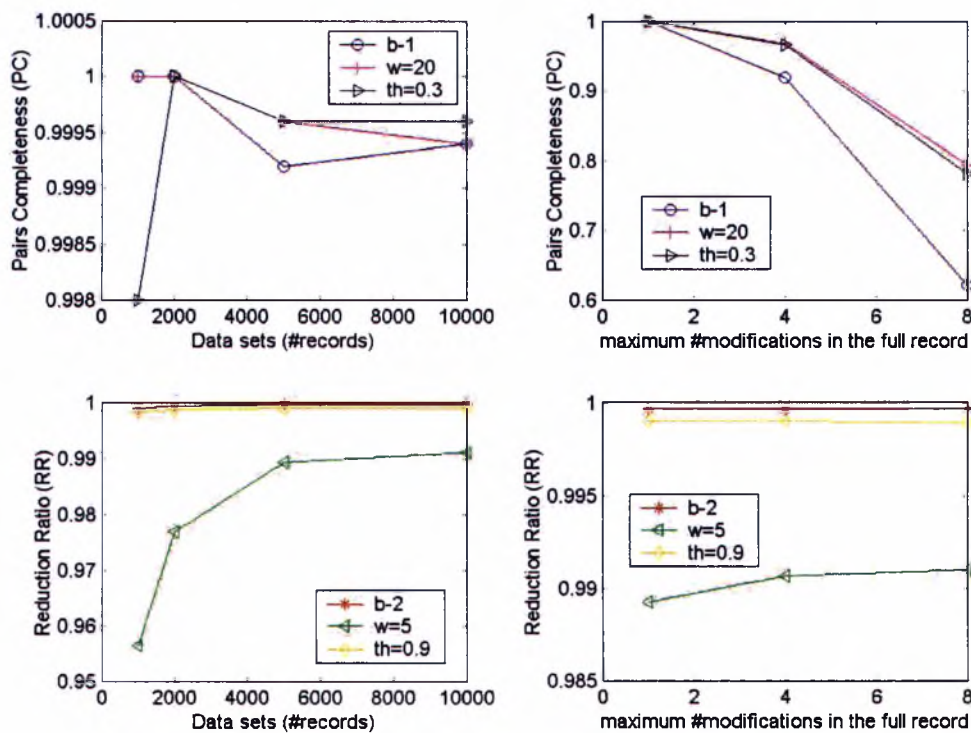 Pairs Completeness (PC)
1.0005
1
0.9995
0.999
0.9985
0.998
b-1
w=20
th=0.3
0 2000 4000 6000 8000 10000
Data sets (#records)
Pairs Completeness (PC)
1
0.9
0.8
0.7
0.6
b-1
w=20
th=0.3
0 2 4 6 8
maximum #modifications in the full record
Reduction Ratio (RR)
1
0.99
0.98
0.97
0.96
0.95
b-2
w=5
th=0.9
0 2000 4000 6000 8000 10000
Data sets (#records)
Reduction Ratio (RR)
1
0.995
0.99
0.985
b-2
w=5
th=0.9
0 2 4 6 8
maximum #modifications in the full record